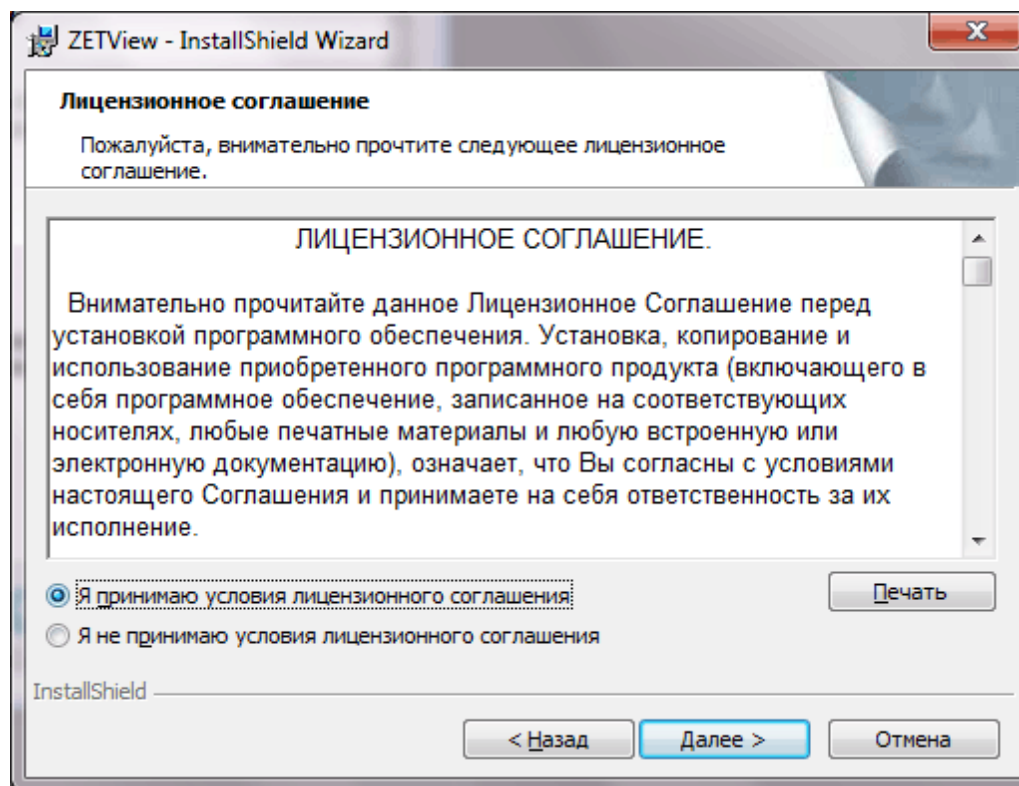 ZETView - InstallShield Wizard
Лицензионное соглашение
Пожалуйста, внимательно прочтите следующее лицензионное
соглашение.
ЛИЦЕНЗИОННОЕ СОГЛАШЕНИЕ.
Внимательно прочитайте данное Лицензионное Соглашение перед
установкой программного обеспечения. Установка, копирование и
использование приобретенного программного продукта (включающего в
себя программное обеспечение, записанное на соответствующих
носителях, любые печатные материалы и любую встроенную или
электронную документацию), означает, что Вы согласны с условиями
настоящего Соглашения и принимаете на себя ответственность за их
исполнение.
Я принимаю условия лицензионного соглашения
Печать
Я не принимаю условия лицензионного соглашения
InstallShield
< Назад
Далее >
Отмена